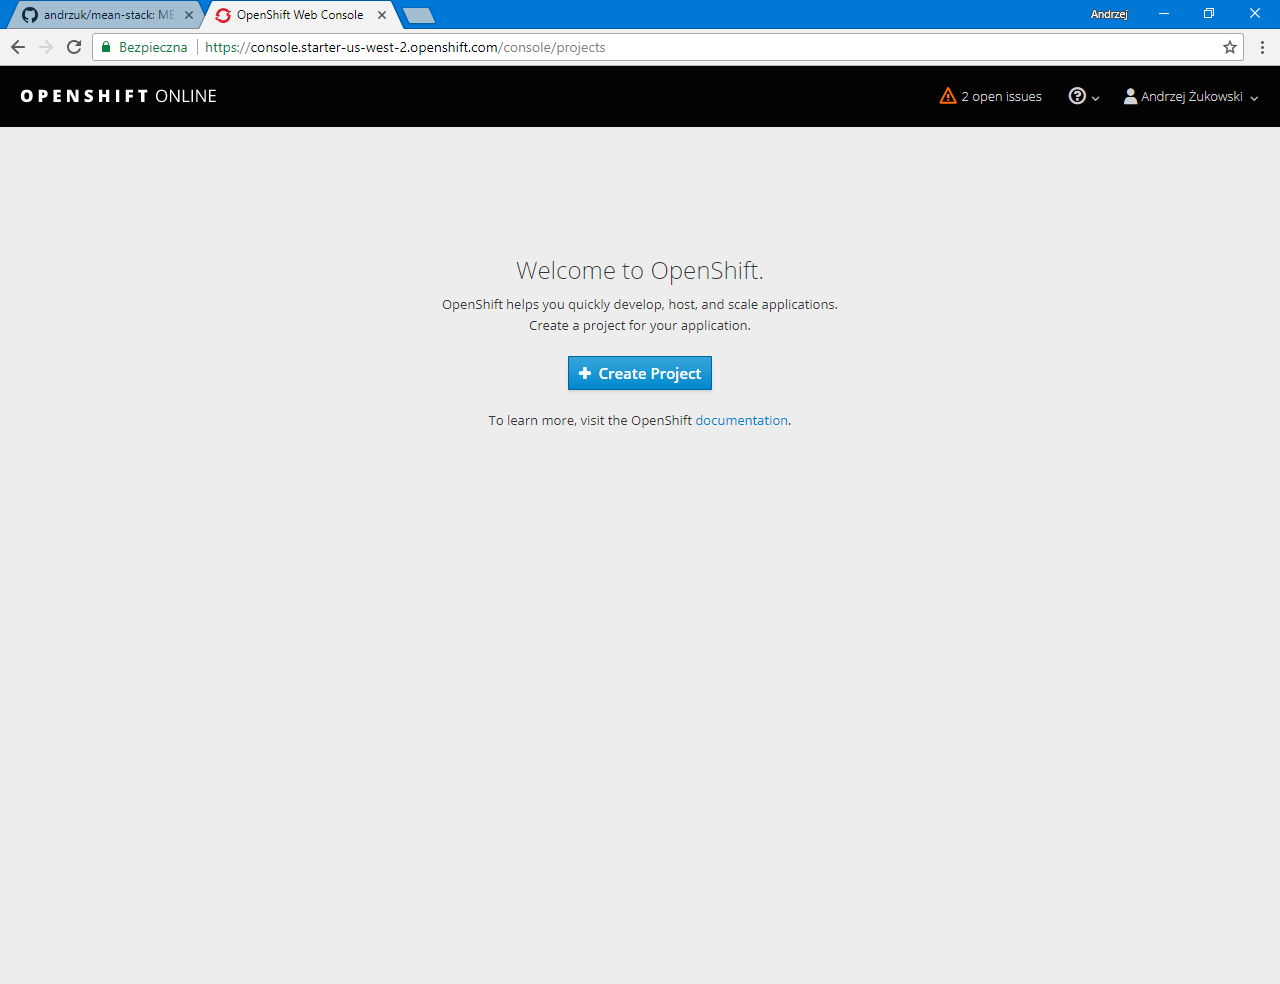 andrzuk/mean-stack: ME
OpenShift Web Console
Andrzej
Bezpieczna
https://console.starter-us-west-2.openshift.com/console/projects
OPENSHIFT ONLINE
2 open issues
Andrzej Żukowski
Welcome to OpenShift.
OpenShift helps you quickly develop, host, and scale applications.
Create a project for your application.
Create Project
To learn more, visit the OpenShift documentation.